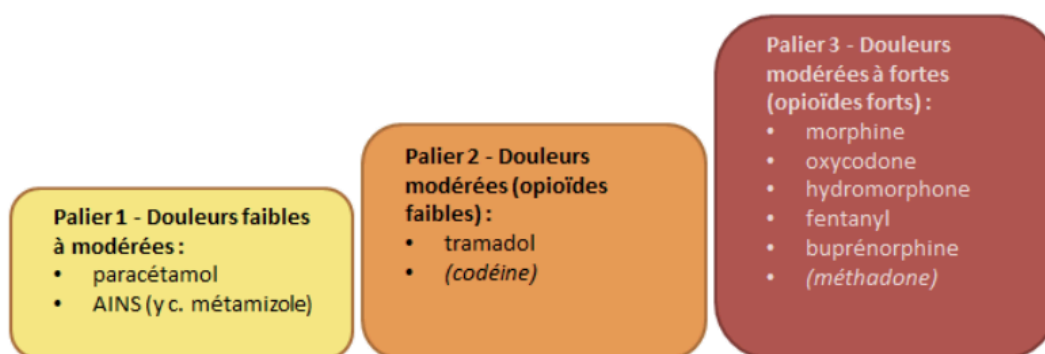 Palier 1 - Douleurs faibles
à modérées :
• paracétamol
• AINS (y c. métamizole)
Palier 2 - Douleurs
modérées (opioïdes
faibles) :
• tramadol
• (codéine)
Palier 3 - Douleurs
modérées à fortes
(opioïdes forts) :
• morphine
• oxycodone
• hydromorphone
• fentanyl
• buprénorphine
• (méthadone)